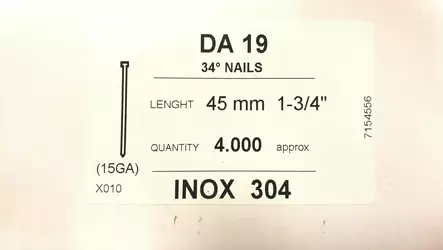 DA 19
34° NAILS
LENGHT 45 mm 1-3/4"
QUANTITY 4.000 approx.
(15GA)
X010
INOX 304
7154556